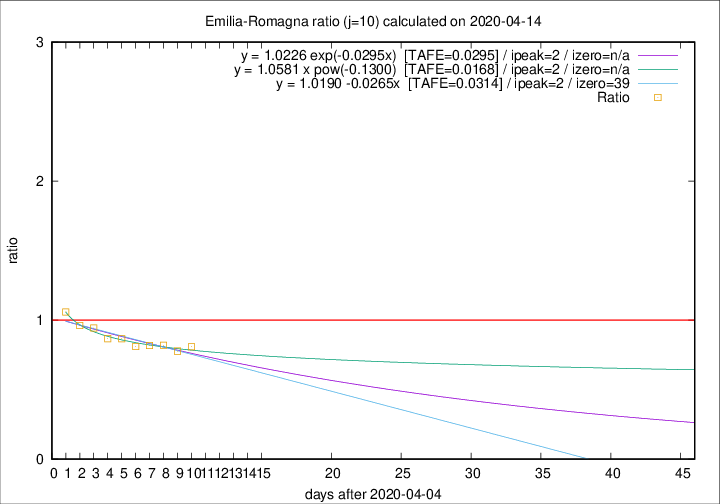 Emilia-Romagna ratio (j=10) calculated on 2020-04-14
y = 1.0226 exp(-0.0295x)  [TAFE=0.0295] / ipeak=2 / izero=n/a
y = 1.0581 x pow(-0.1300)  [TAFE=0.0168] / ipeak=2 / izero=n/a
y = 1.0190 -0.0265x  [TAFE=0.0314] / ipeak=2 / izero=39
Ratio
3
2
1
0
ratio
0 1 2 3 4 5 6 7 8 9 10 11 12 13 14 15 20 25 30 35 40 45
days after 2020-04-04